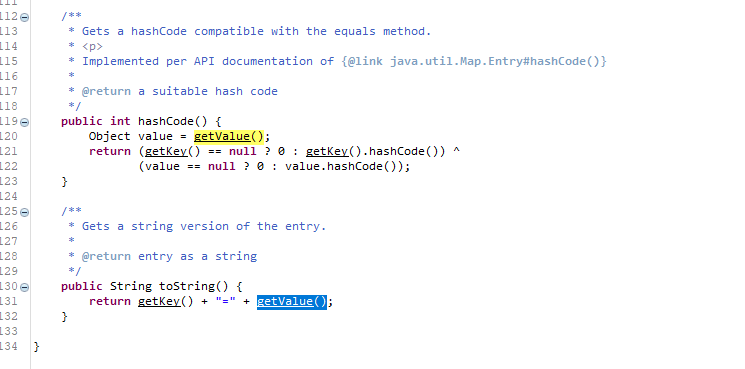 111
112 /**
113 * Gets a hashCode compatible with the equals method.
114 * <p>
115 * Implemented per API documentation of {@link java.util.Map.Entry#hashCode()}
116 *
117 * @return a suitable hash code
118 */
119 public int hashCode() {
120 Object value = getValue();
121 return (getKey() == null ? 0 : getKey().hashCode()) ^
122 (value == null ? 0 : value.hashCode());
123 }
124
125 /**
126 * Gets a string version of the entry.
127 *
128 * @return entry as a string
129 */
130 public String toString() {
131 return getKey() + "=" + getValue();
132 }
133
134 }